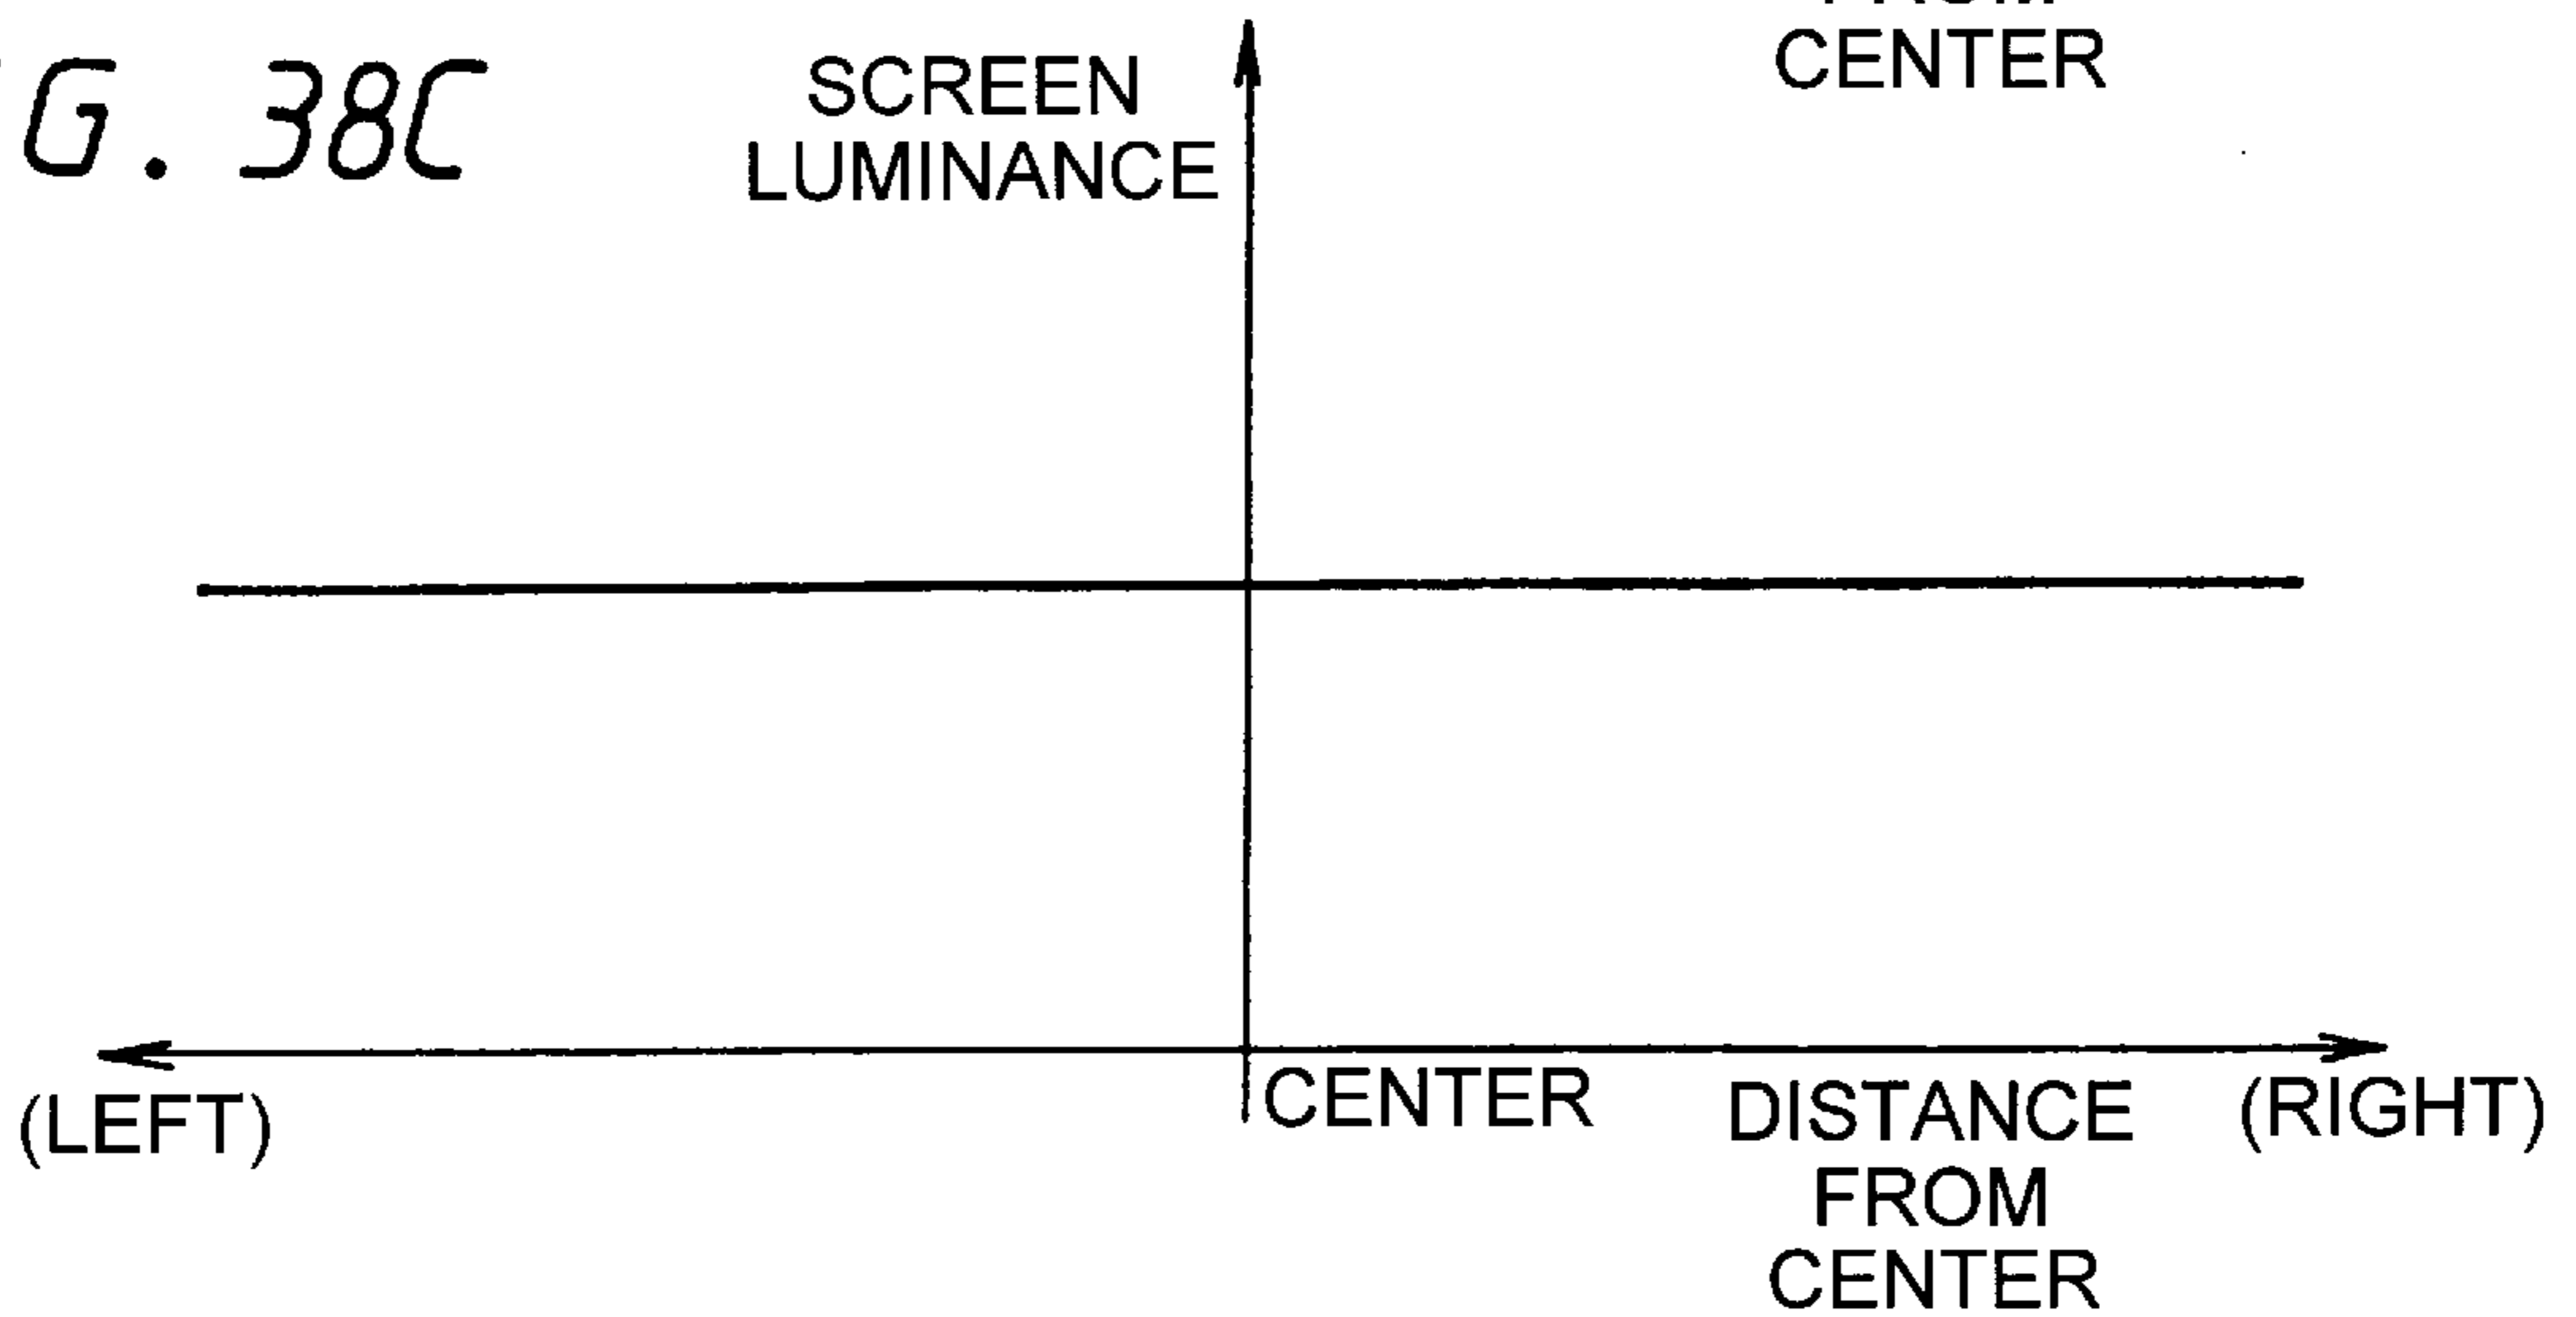 CENTER
G. 38C
SCREEN
LUMINANCE
(LEFT)
CENTER
DISTANCE
FROM
CENTER
(RIGHT)